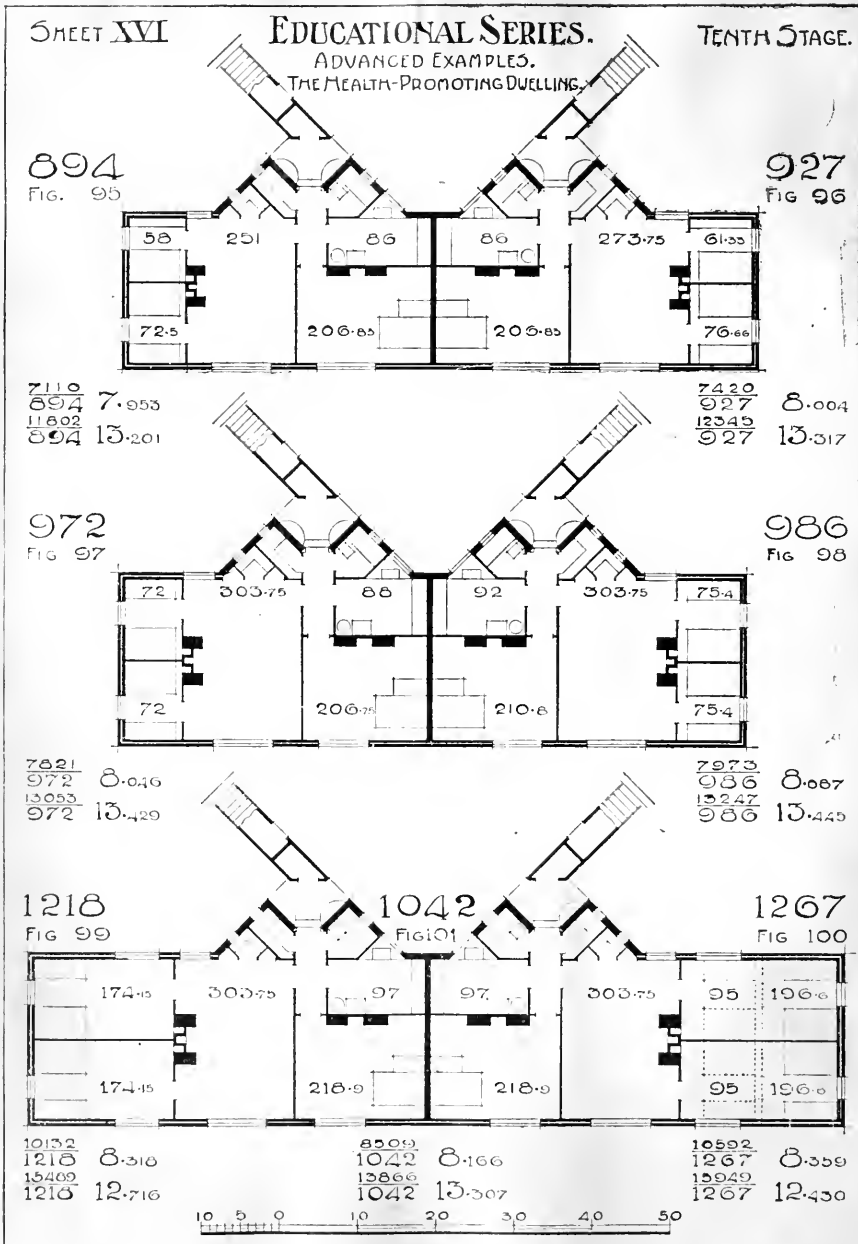 SHEET XVI EDUCATIONAL SERIES. TENTH STAGE.
ADVANCED EXAMPLES.
THE HEALTH-PROMOTING DWELLING.
894 927
FIG. 95 FIG 96
58 251 86 86 273.75 61.33
72.5 206.85 206.85 76.66
7110 7420
894 7.953 927 8.004
11802 12345
894 13.201 927 13.317
972 986
FIG 97 FIG 98
72 303.75 88 92 303.75 75.4
72 206.75 210.8 75.4
7821 7973
972 8.046 986 8.087
13053 13247
972 13.429 986 13.445
1218 1042 1267
FIG 99 FIG 101 FIG 100
174.15 303.75 97 97 303.75 95 196.6
174.15 218.9 218.9 95 196.6
10132 8509 10592
1218 8.318 1042 8.166 1267 8.359
15489 13866 15949
1218 12.716 1042 13.307 1267 12.430
10 5 0 10 20 30 40 50